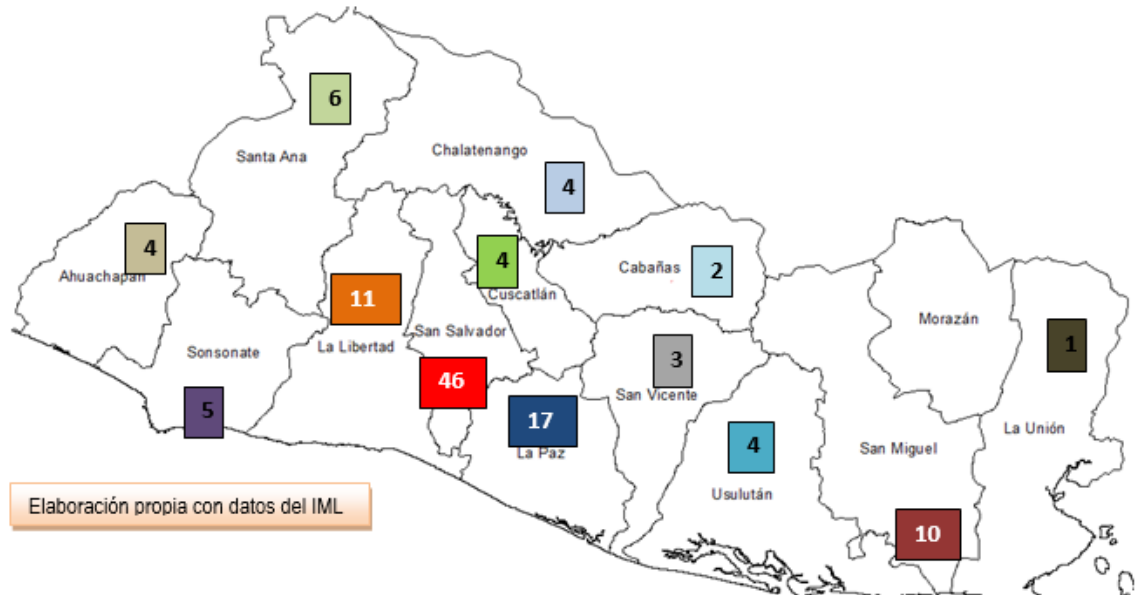 6
Santa Ana
Chalatenango
4
4
Ahuachapán
4
Cuscatlán
Cabañas
2
11
La Libertad
San Salvador
Morazán
Sonsonate
46
3
San Vicente
1
5
17
La Paz
4
Usulután
San Miguel
La Unión
10
Elaboración propia con datos del IML